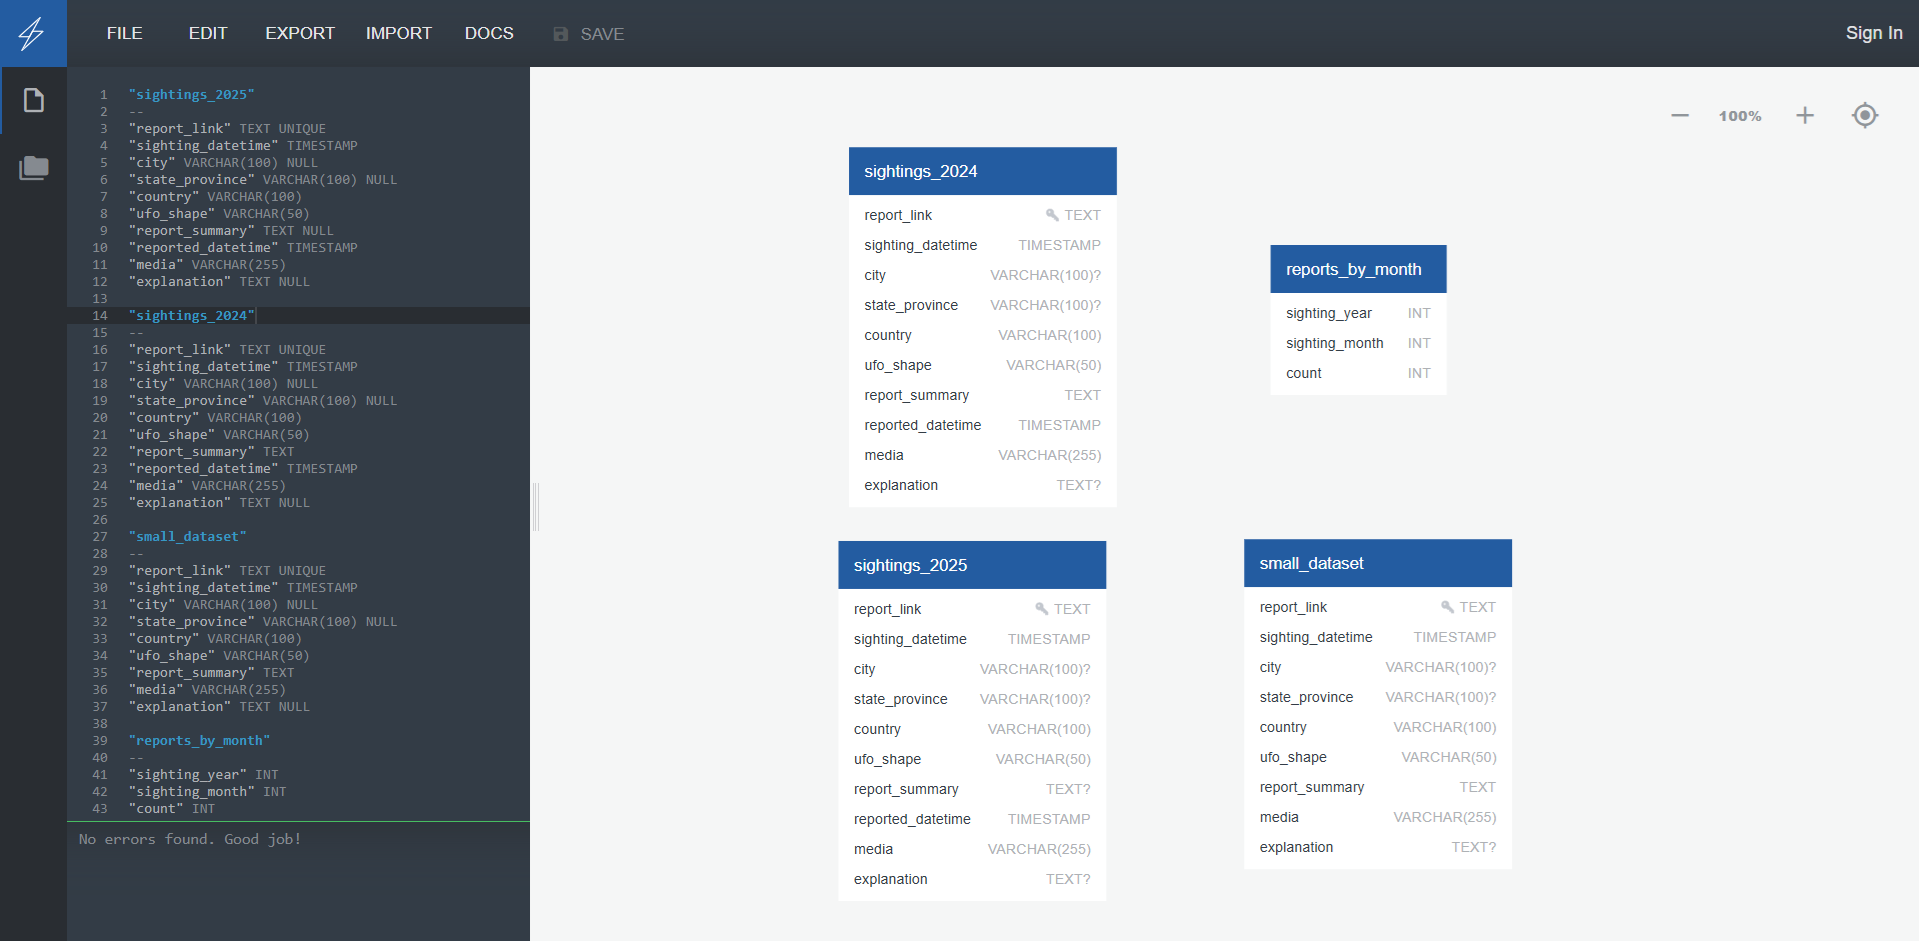 FILE EDIT EXPORT IMPORT DOCS SAVE Sign In
1 "sightings_2025"
2 --
3 "report_link" TEXT UNIQUE
4 "sighting_datetime" TIMESTAMP
5 "city" VARCHAR(100) NULL
6 "state_province" VARCHAR(100) NULL
7 "country" VARCHAR(100)
8 "ufo_shape" VARCHAR(50)
9 "report_summary" TEXT NULL
10 "reported_datetime" TIMESTAMP
11 "media" VARCHAR(255)
12 "explanation" TEXT NULL
13
14 "sightings_2024"
15 --
16 "report_link" TEXT UNIQUE
17 "sighting_datetime" TIMESTAMP
18 "city" VARCHAR(100) NULL
19 "state_province" VARCHAR(100) NULL
20 "country" VARCHAR(100)
21 "ufo_shape" VARCHAR(50)
22 "report_summary" TEXT
23 "reported_datetime" TIMESTAMP
24 "media" VARCHAR(255)
25 "explanation" TEXT NULL
26
27 "small_dataset"
28 --
29 "report_link" TEXT UNIQUE
30 "sighting_datetime" TIMESTAMP
31 "city" VARCHAR(100) NULL
32 "state_province" VARCHAR(100) NULL
33 "country" VARCHAR(100)
34 "ufo_shape" VARCHAR(50)
35 "report_summary" TEXT
36 "media" VARCHAR(255)
37 "explanation" TEXT NULL
38
39 "reports_by_month"
40 --
41 "sighting_year" INT
42 "sighting_month" INT
43 "count" INT
No errors found. Good job!
100%
sightings_2024
report_link TEXT
sighting_datetime TIMESTAMP
city VARCHAR(100)?
state_province VARCHAR(100)?
country VARCHAR(100)
ufo_shape VARCHAR(50)
report_summary TEXT
reported_datetime TIMESTAMP
media VARCHAR(255)
explanation TEXT?
reports_by_month
sighting_year INT
sighting_month INT
count INT
sightings_2025
report_link TEXT
sighting_datetime TIMESTAMP
city VARCHAR(100)?
state_province VARCHAR(100)?
country VARCHAR(100)
ufo_shape VARCHAR(50)
report_summary TEXT?
reported_datetime TIMESTAMP
media VARCHAR(255)
explanation TEXT?
small_dataset
report_link TEXT
sighting_datetime TIMESTAMP
city VARCHAR(100)?
state_province VARCHAR(100)?
country VARCHAR(100)
ufo_shape VARCHAR(50)
report_summary TEXT
media VARCHAR(255)
explanation TEXT?